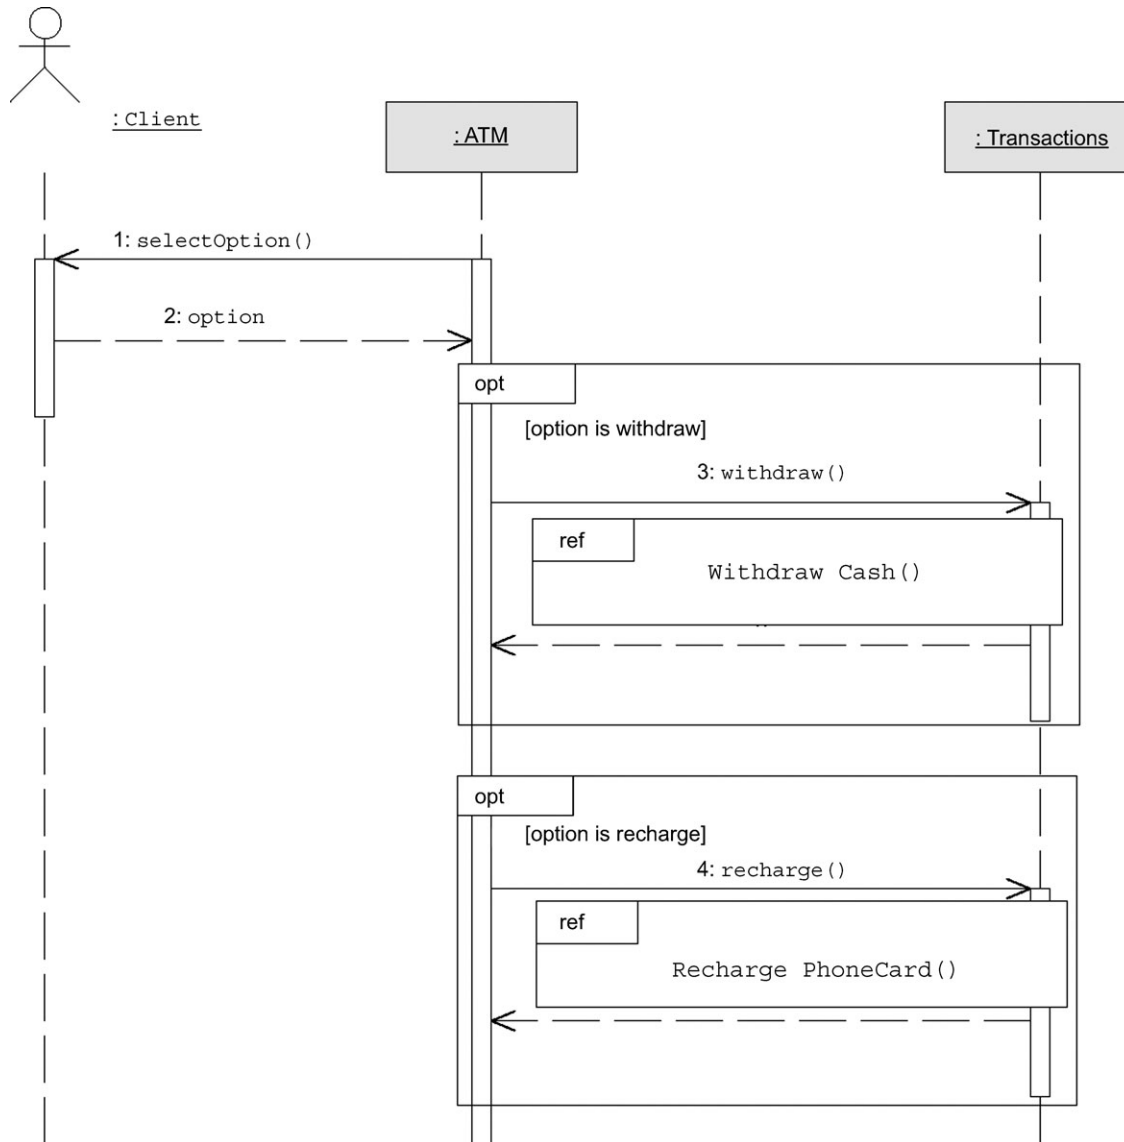 : Client
: ATM
: Transactions
1: selectOption()
2: option
opt
[option is withdraw]
3: withdraw()
ref
Withdraw Cash()
opt
[option is recharge]
4: recharge()
ref
Recharge PhoneCard()